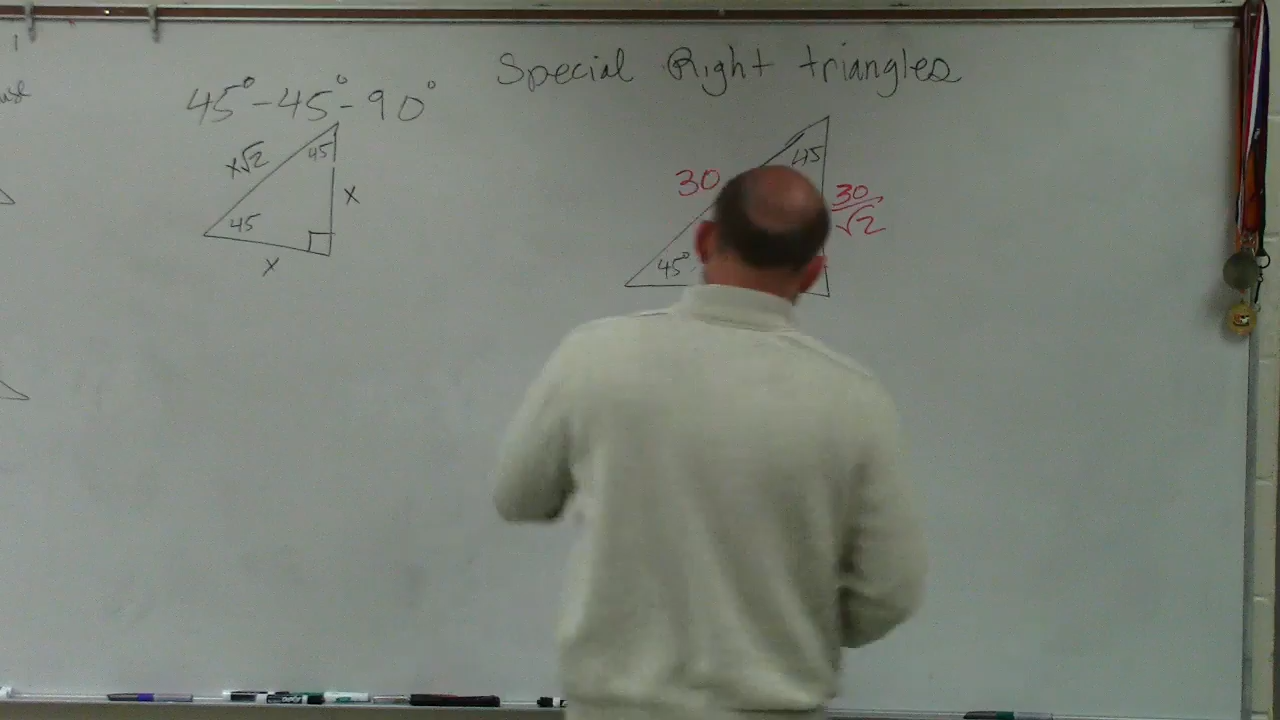 Special Right triangles
45°-45°-90°
x√2
45
x
45
x
45
30
30/√2
45°